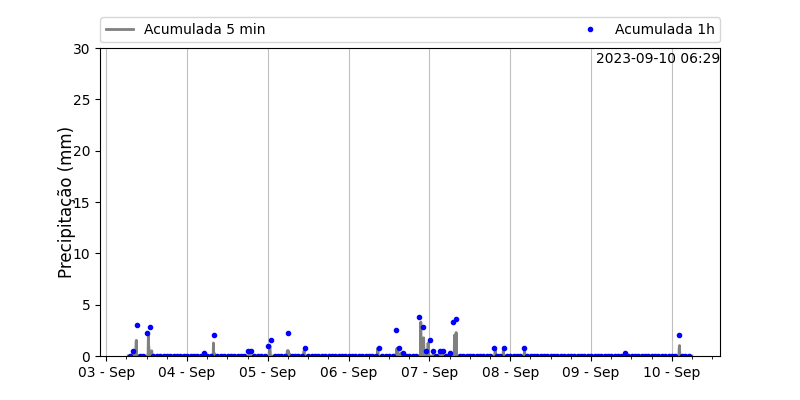 Acumulada 5 min
Acumulada 1h
2023-09-10 06:29
Precipitação (mm)
30
25
20
15
10
5
0
03 - Sep
04 - Sep
05 - Sep
06 - Sep
07 - Sep
08 - Sep
09 - Sep
10 - Sep